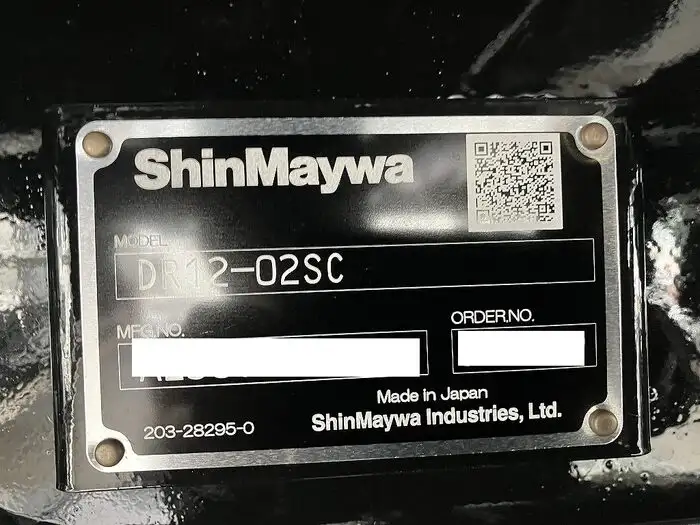 ShinMaywa
MODEL
DR12-02SC
MFG.NO.
ORDER.NO.
Made in Japan
203-28295-0
ShinMaywa Industries, Ltd.